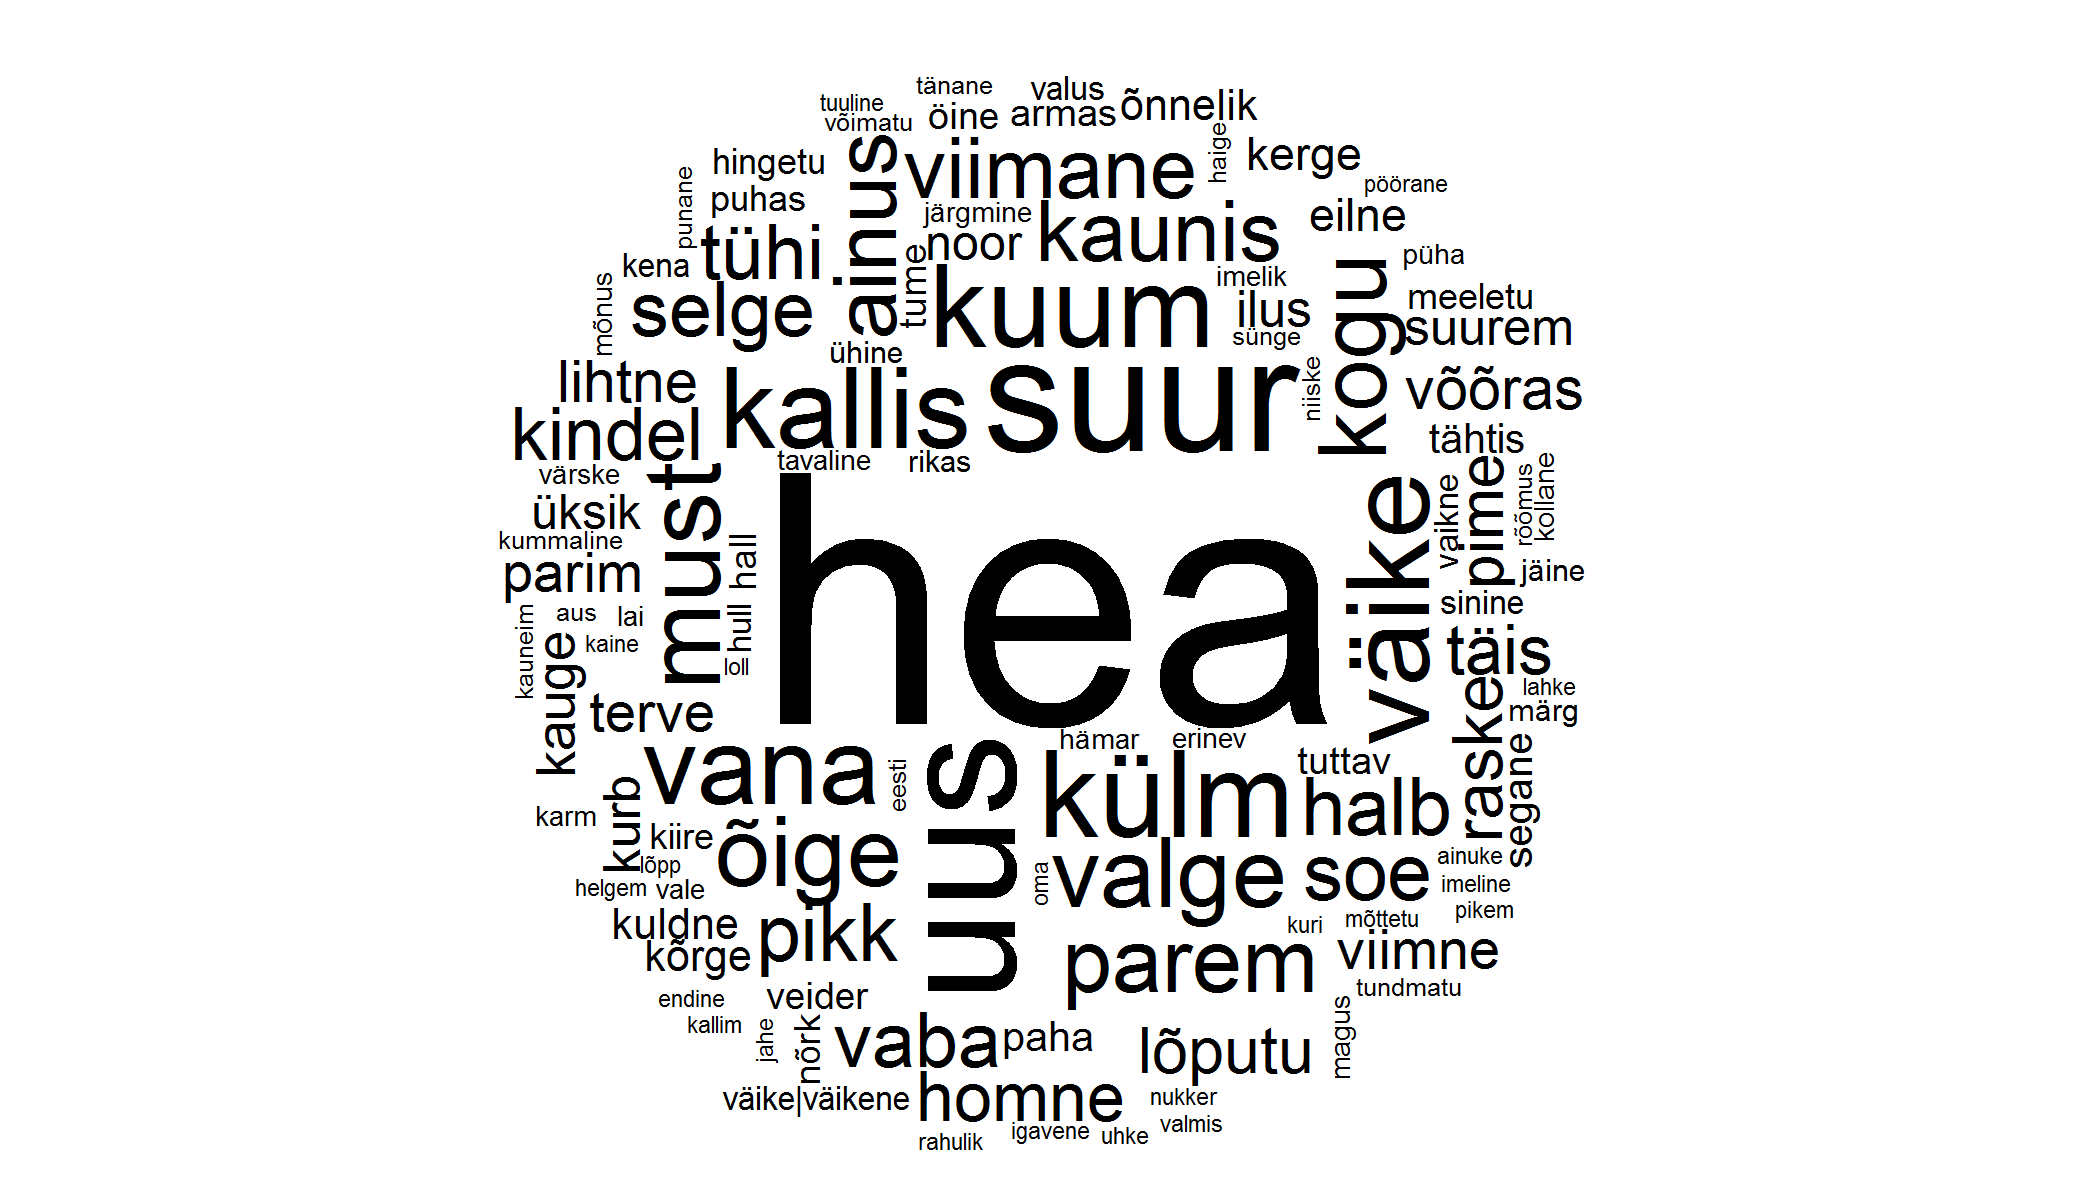 tänane
valus
tuuline
võimatu
öine
armas
õnnelik
hingetu
ainus
viimane
haige
kerge
punane
puhas
järgmine
pöörane
tühi
noor
kaunis
eilne
kena
tume
kuum
imelik
kogu
püha
mõnus
selge
ilus
meeletu
ühine
sünge
suurem
lihtne
kallis
suur
niiske
võõras
kindel
tavaline
rikas
tähtis
värske
must
hea
väike
vaikne
pime
rõõmus
kollane
üksik
kummaline
hall
parim
jäine
kauneim
aus
lai
hull
sinine
kauge
kaine
loll
täis
terve
raske
lahke
märg
vana
eesti
uus
hämar
erinev
külm
tuttav
halb
segane
karm
kurb
kiire
õige
lõpp
helgem
vale
oma
valge
soe
ainuke
imeline
kuldne
pikk
kuri
mõttetu
pikem
kõrge
parem
viimne
endine
veider
tundmatu
kallim
jahe
nõrk
vaba
paha
lõputu
magus
väike|väikene
homne
nukker
valmis
rahulik
igavene
uhke